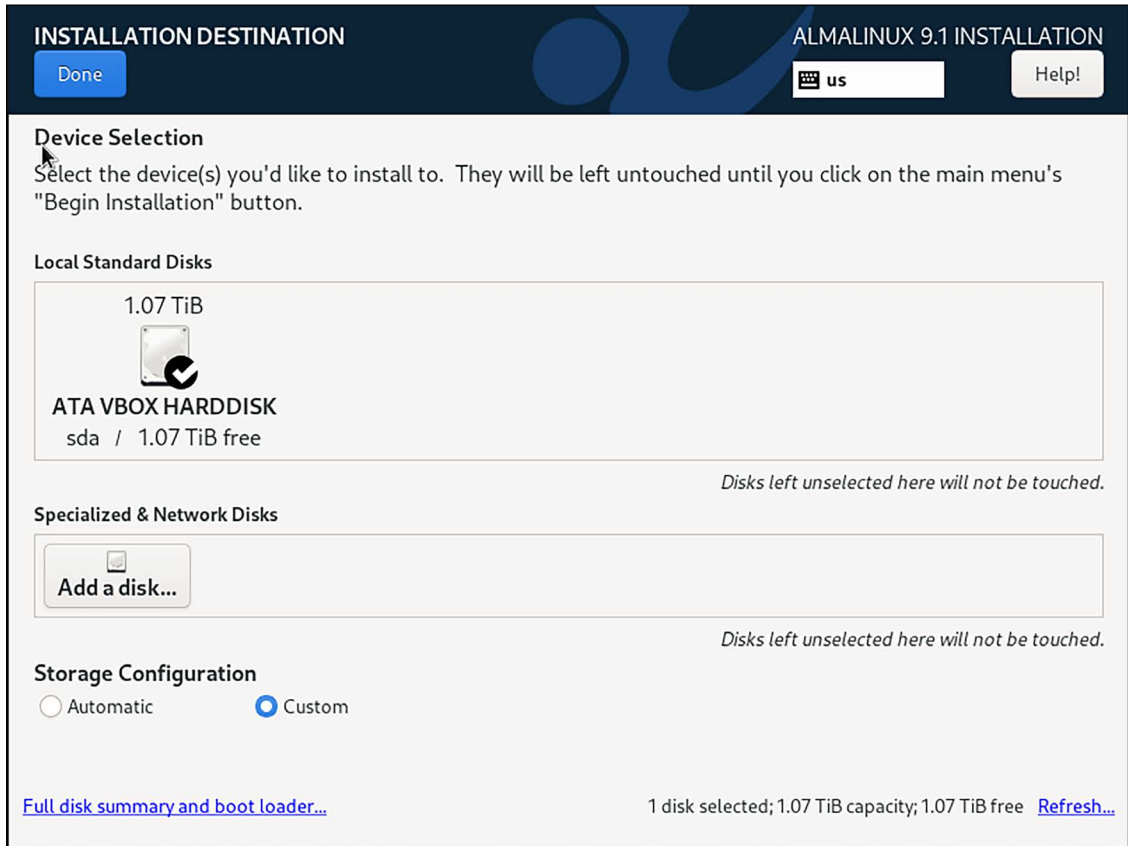 INSTALLATION DESTINATION
ALMALINUX 9.1 INSTALLATION
Done
us
Help!
Device Selection
Select the device(s) you'd like to install to.  They will be left untouched until you click on the main menu's
"Begin Installation" button.
Local Standard Disks
1.07 TiB
ATA VBOX HARDDISK
sda / 1.07 TiB free
Disks left unselected here will not be touched.
Specialized & Network Disks
Add a disk...
Disks left unselected here will not be touched.
Storage Configuration
Automatic
Custom
Full disk summary and boot loader...
1 disk selected; 1.07 TiB capacity; 1.07 TiB free
Refresh...